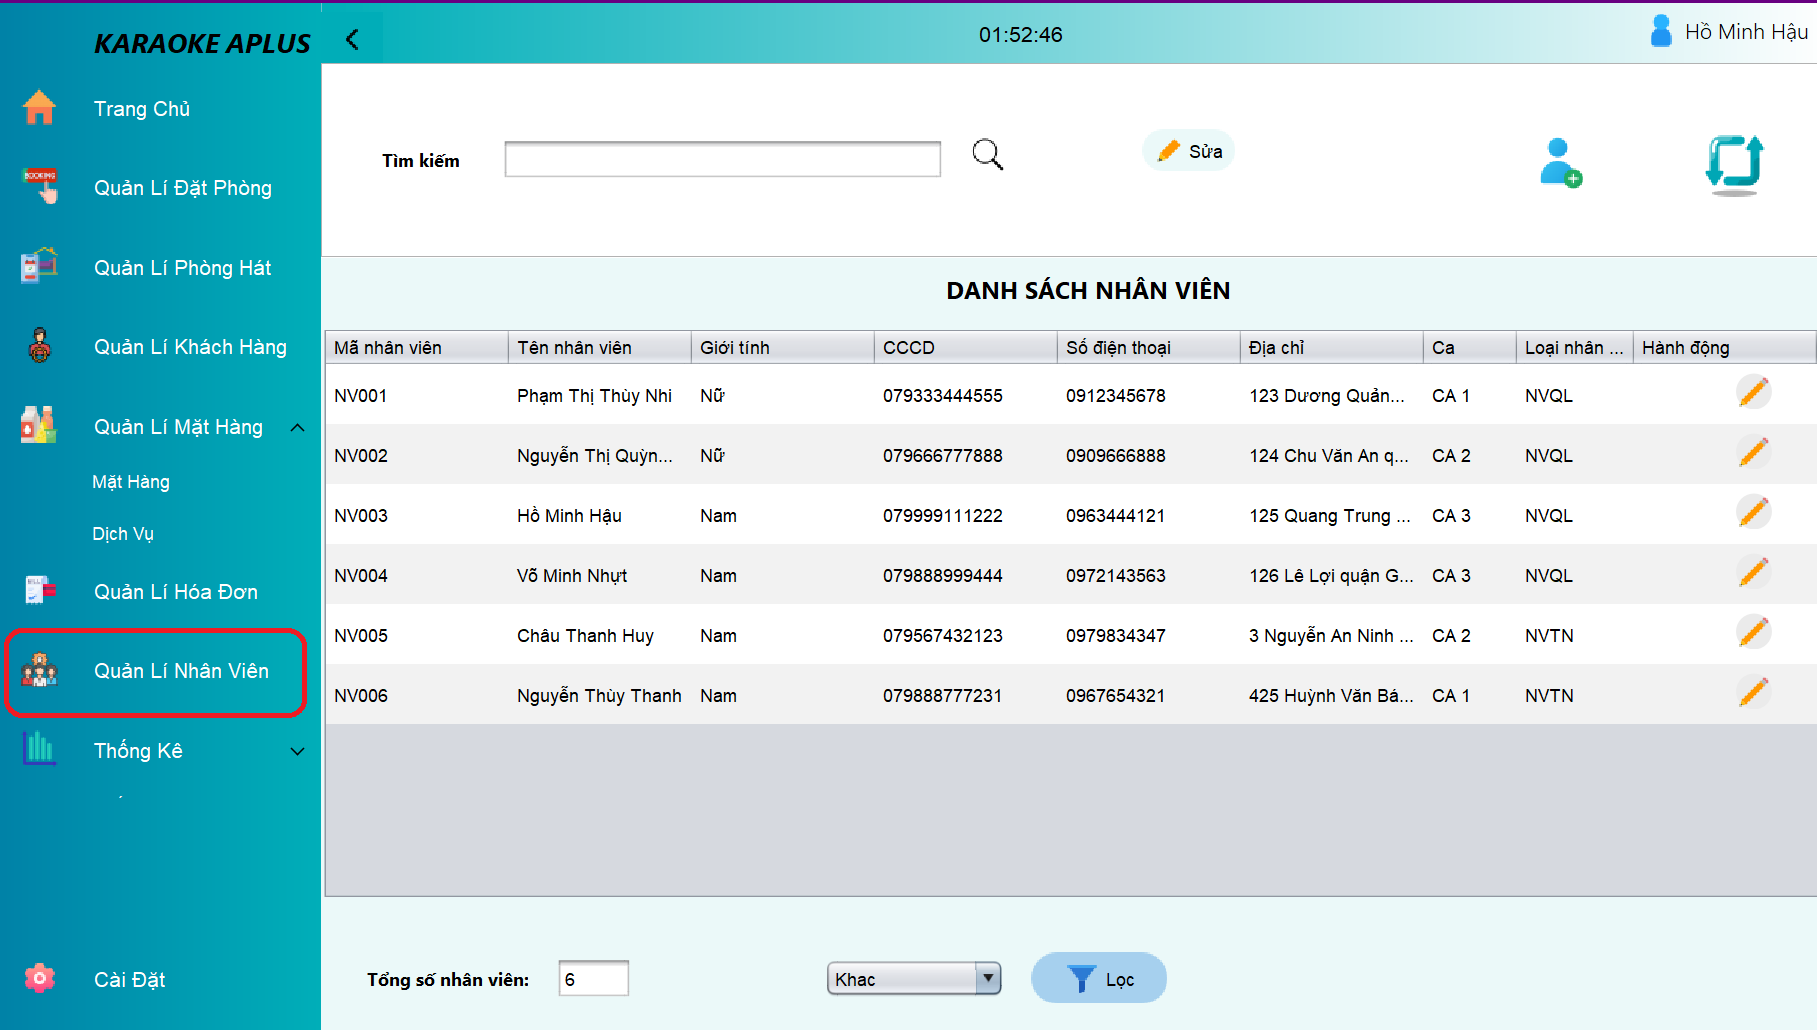 KARAOKE APLUS
01:52:46
Hồ Minh Hậu
Trang Chủ
BOOKING
Quản Lí Đặt Phòng
Quản Lí Phòng Hát
Quản Lí Khách Hàng
Quản Lí Mặt Hàng
Mặt Hàng
Dịch Vụ
BILL
Quản Lí Hóa Đơn
Quản Lí Nhân Viên
Thống Kê
Cài Đặt
Tìm kiếm
Sửa
DANH SÁCH NHÂN VIÊN
Mã nhân viên Tên nhân viên Giới tính CCCD Số điện thoại Địa chỉ Ca Loại nhân ... Hành động
NV001 Phạm Thị Thùy Nhi Nữ 079333444555 0912345678 123 Dương Quản... CA 1 NVQL
NV002 Nguyễn Thị Quỳn... Nữ 079666777888 0909666888 124 Chu Văn An q... CA 2 NVQL
NV003 Hồ Minh Hậu Nam 079999111222 0963444121 125 Quang Trung ... CA 3 NVQL
NV004 Võ Minh Nhựt Nam 079888999444 0972143563 126 Lê Lợi quận G... CA 3 NVQL
NV005 Châu Thanh Huy Nam 079567432123 0979834347 3 Nguyễn An Ninh ... CA 2 NVTN
NV006 Nguyễn Thùy Thanh Nam 079888777231 0967654321 425 Huỳnh Văn Bá... CA 1 NVTN
Tổng số nhân viên: 6
Khac
Lọc